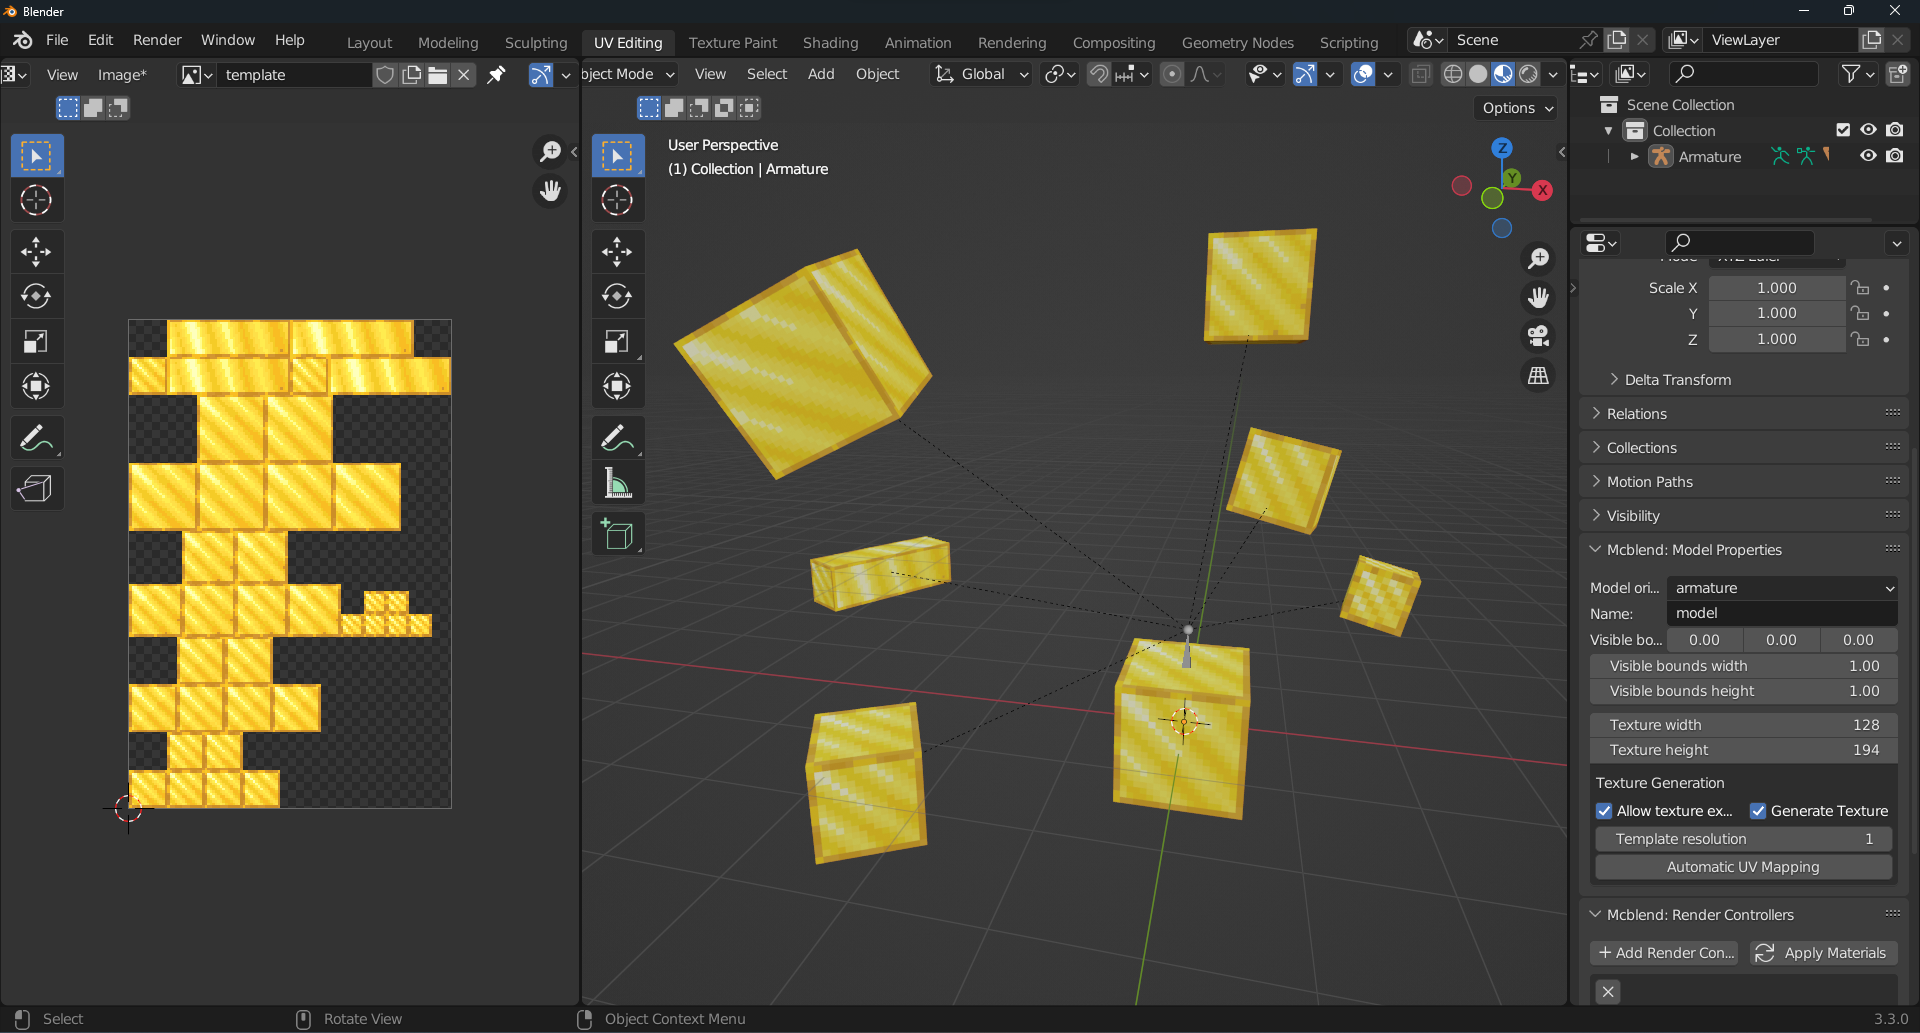 Blender
File Edit Render Window Help
Layout Modeling Sculpting UV Editing Texture Paint Shading Animation Rendering Compositing Geometry Nodes Scripting
Scene
ViewLayer
View Image* template
bject Mode View Select Add Object Global
Options
User Perspective
(1) Collection | Armature
Z
Y
X
Scene Collection
Collection
Armature
Scale X 1.000
Y 1.000
Z 1.000
Delta Transform
Relations
Collections
Motion Paths
Visibility
Mcblend: Model Properties
Model ori... armature
Name: model
Visible bo... 0.00 0.00 0.00
Visible bounds width 1.00
Visible bounds height 1.00
Texture width 128
Texture height 194
Texture Generation
Allow texture ex... Generate Texture
Template resolution 1
Automatic UV Mapping
Mcblend: Render Controllers
Add Render Con... Apply Materials
Select Rotate View Object Context Menu 3.3.0